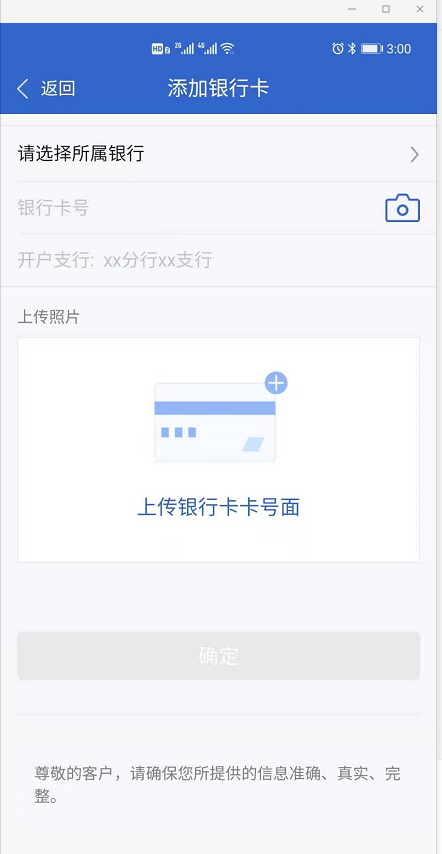 HD 2G 4G 3:00
返回 添加银行卡
请选择所属银行
银行卡号
开户支行: xx分行xx支行
上传照片
上传银行卡卡号面
确定
尊敬的客户，请确保您所提供的信息准确、真实、完
整。